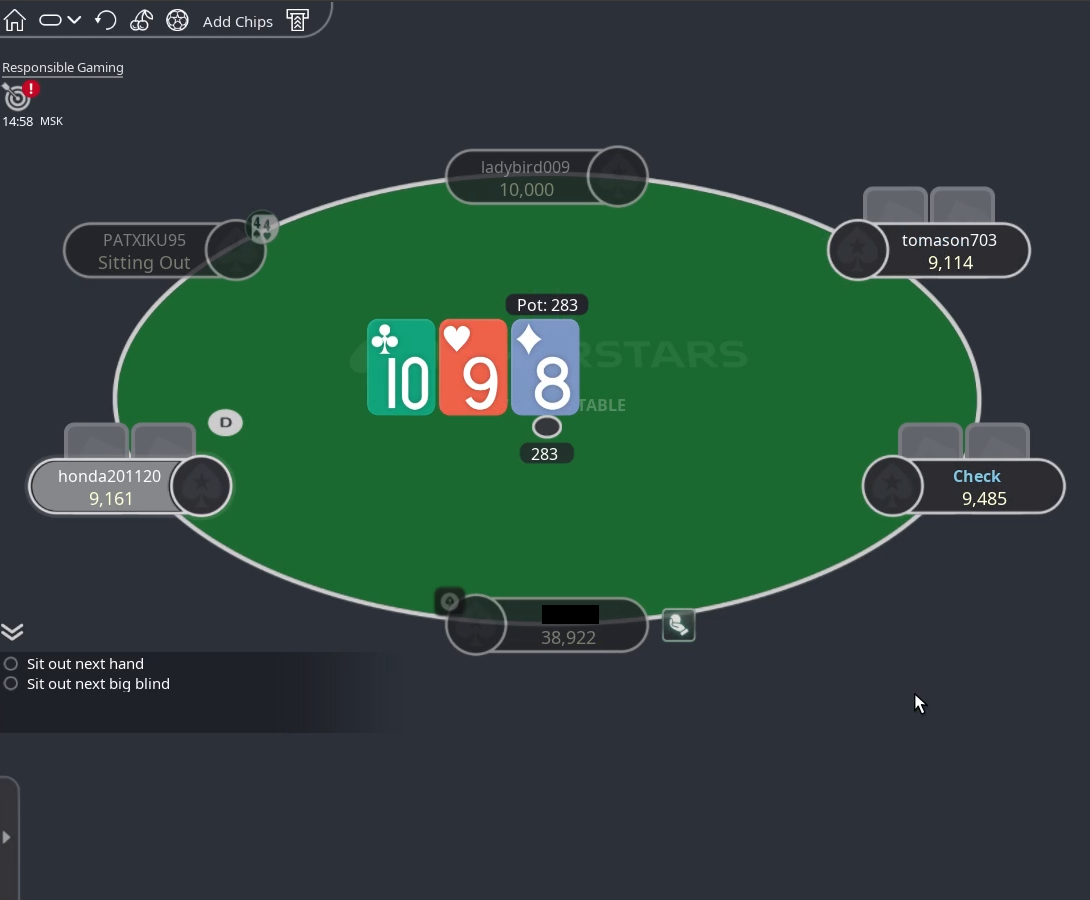 Add Chips
Responsible Gaming
!
14:58 MSK
ladybird009
10,000
PATXIKU95
Sitting Out
44
tomason703
9,114
Pot: 283
10
9
8
RSTARS
TABLE
283
D
honda201120
9,161
Check
9,485
38,922
Sit out next hand
Sit out next big blind